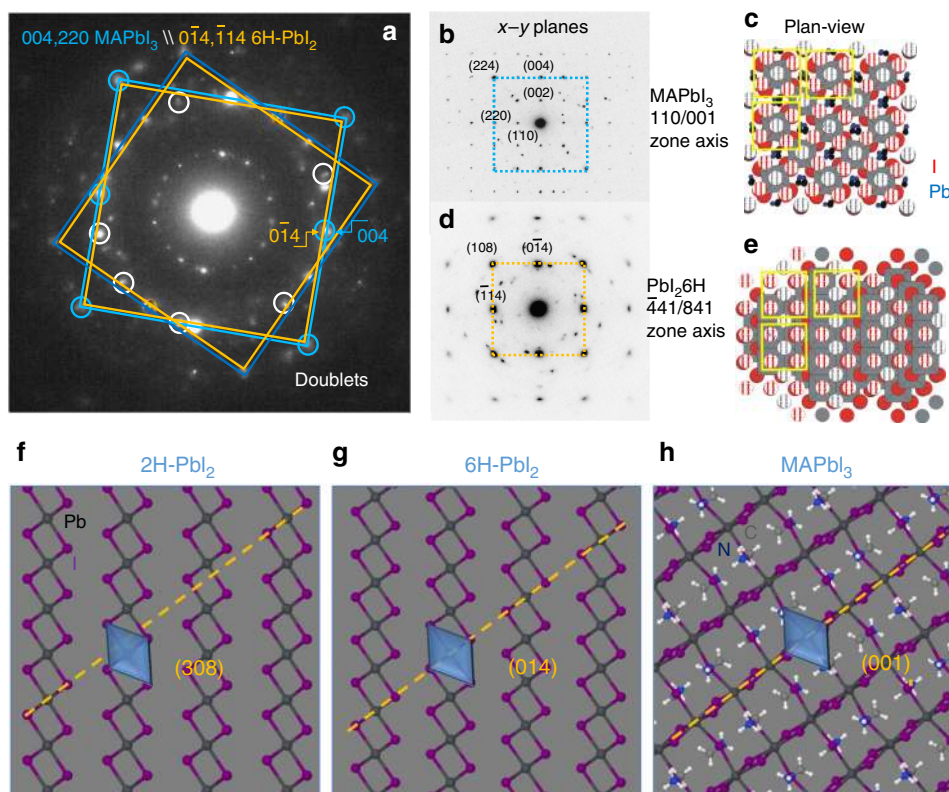 a
004,220 MAPbI₃ \\ 01̄4,1̄14 6H-PbI₂
01̄4
004
Doublets
b
x–y planes
(224)
(004)
(002)
(220)
(110)
MAPbI₃
110/001
zone axis
c
Plan-view
I
Pb
d
(108)
(01̄4)
(1̄14)
PbI₂6H
4̄41/841
zone axis
e
f
2H-PbI₂
Pb
I
(308)
g
6H-PbI₂
(014)
h
MAPbI₃
C
N
(001)